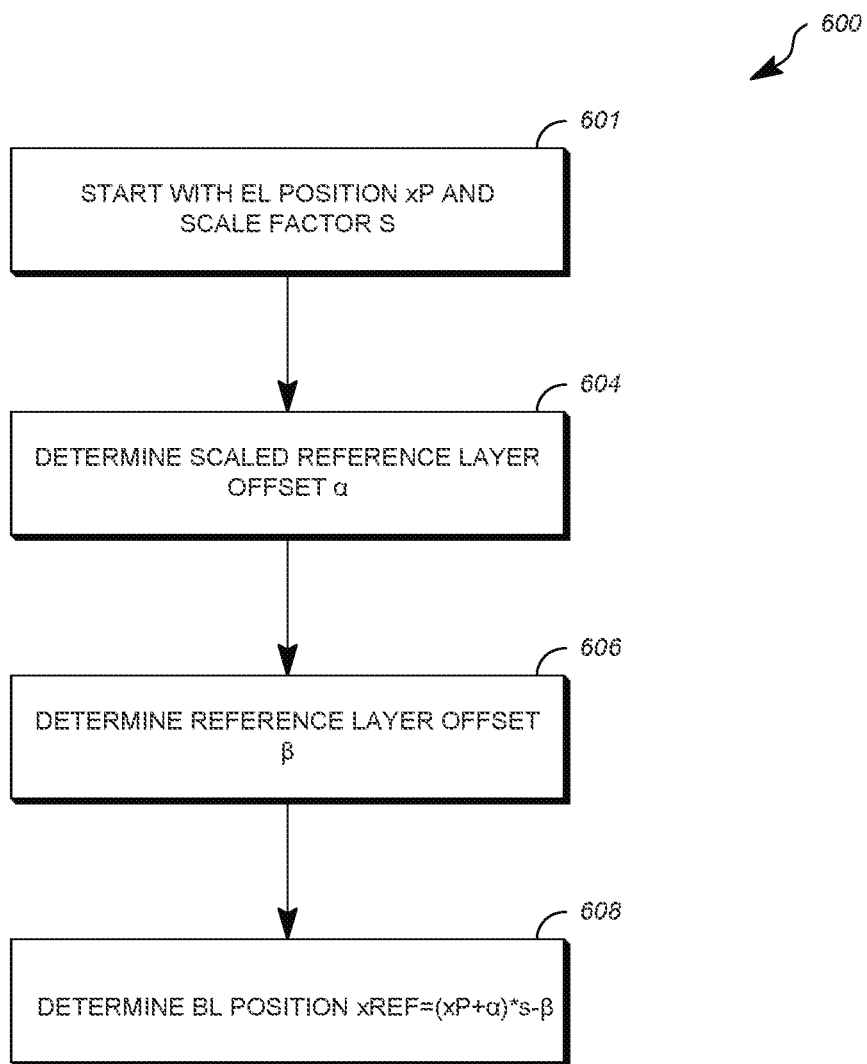 600
601
START WITH EL POSITION xP AND
SCALE FACTOR S
604
DETERMINE SCALED REFERENCE LAYER
OFFSET α
606
DETERMINE REFERENCE LAYER OFFSET
β
608
DETERMINE BL POSITION xREF=(xP+α)*s-β